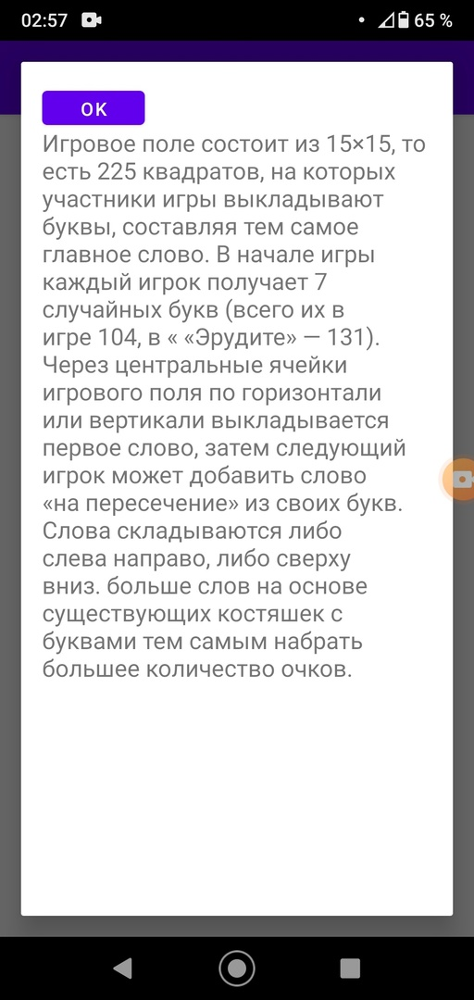 02:57
65 %
OK
Игровое поле состоит из 15×15, то
есть 225 квадратов, на которых
участники игры выкладывают
буквы, составляя тем самое
главное слово. В начале игры
каждый игрок получает 7
случайных букв (всего их в
игре 104, в « «Эрудите» — 131).
Через центральные ячейки
игрового поля по горизонтали
или вертикали выкладывается
первое слово, затем следующий
игрок может добавить слово
«на пересечение» из своих букв.
Слова складываются либо
слева направо, либо сверху
вниз. больше слов на основе
существующих костяшек с
буквами тем самым набрать
большее количество очков.